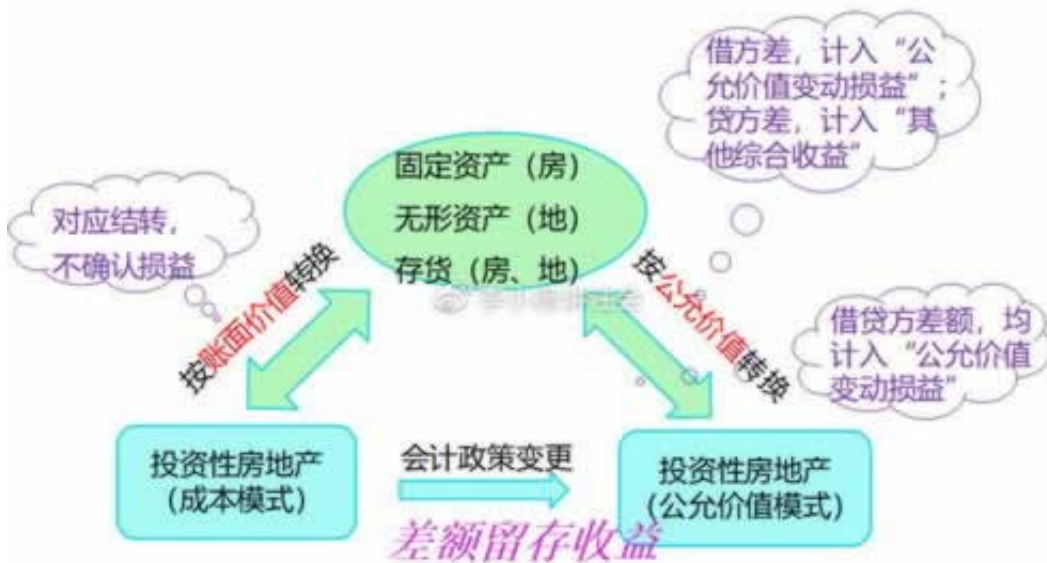 借方差，计入“公
允价值变动损益”；
贷方差，计入“其
他综合收益”
固定资产（房）
无形资产（地）
存货（房、地）
对应结转，
不确认损益
按账面价值转换
按公允价值转换
借贷方差额，均
计入“公允价值
变动损益”
投资性房地产
（成本模式）
会计政策变更
投资性房地产
（公允价值模式）
差额留存收益